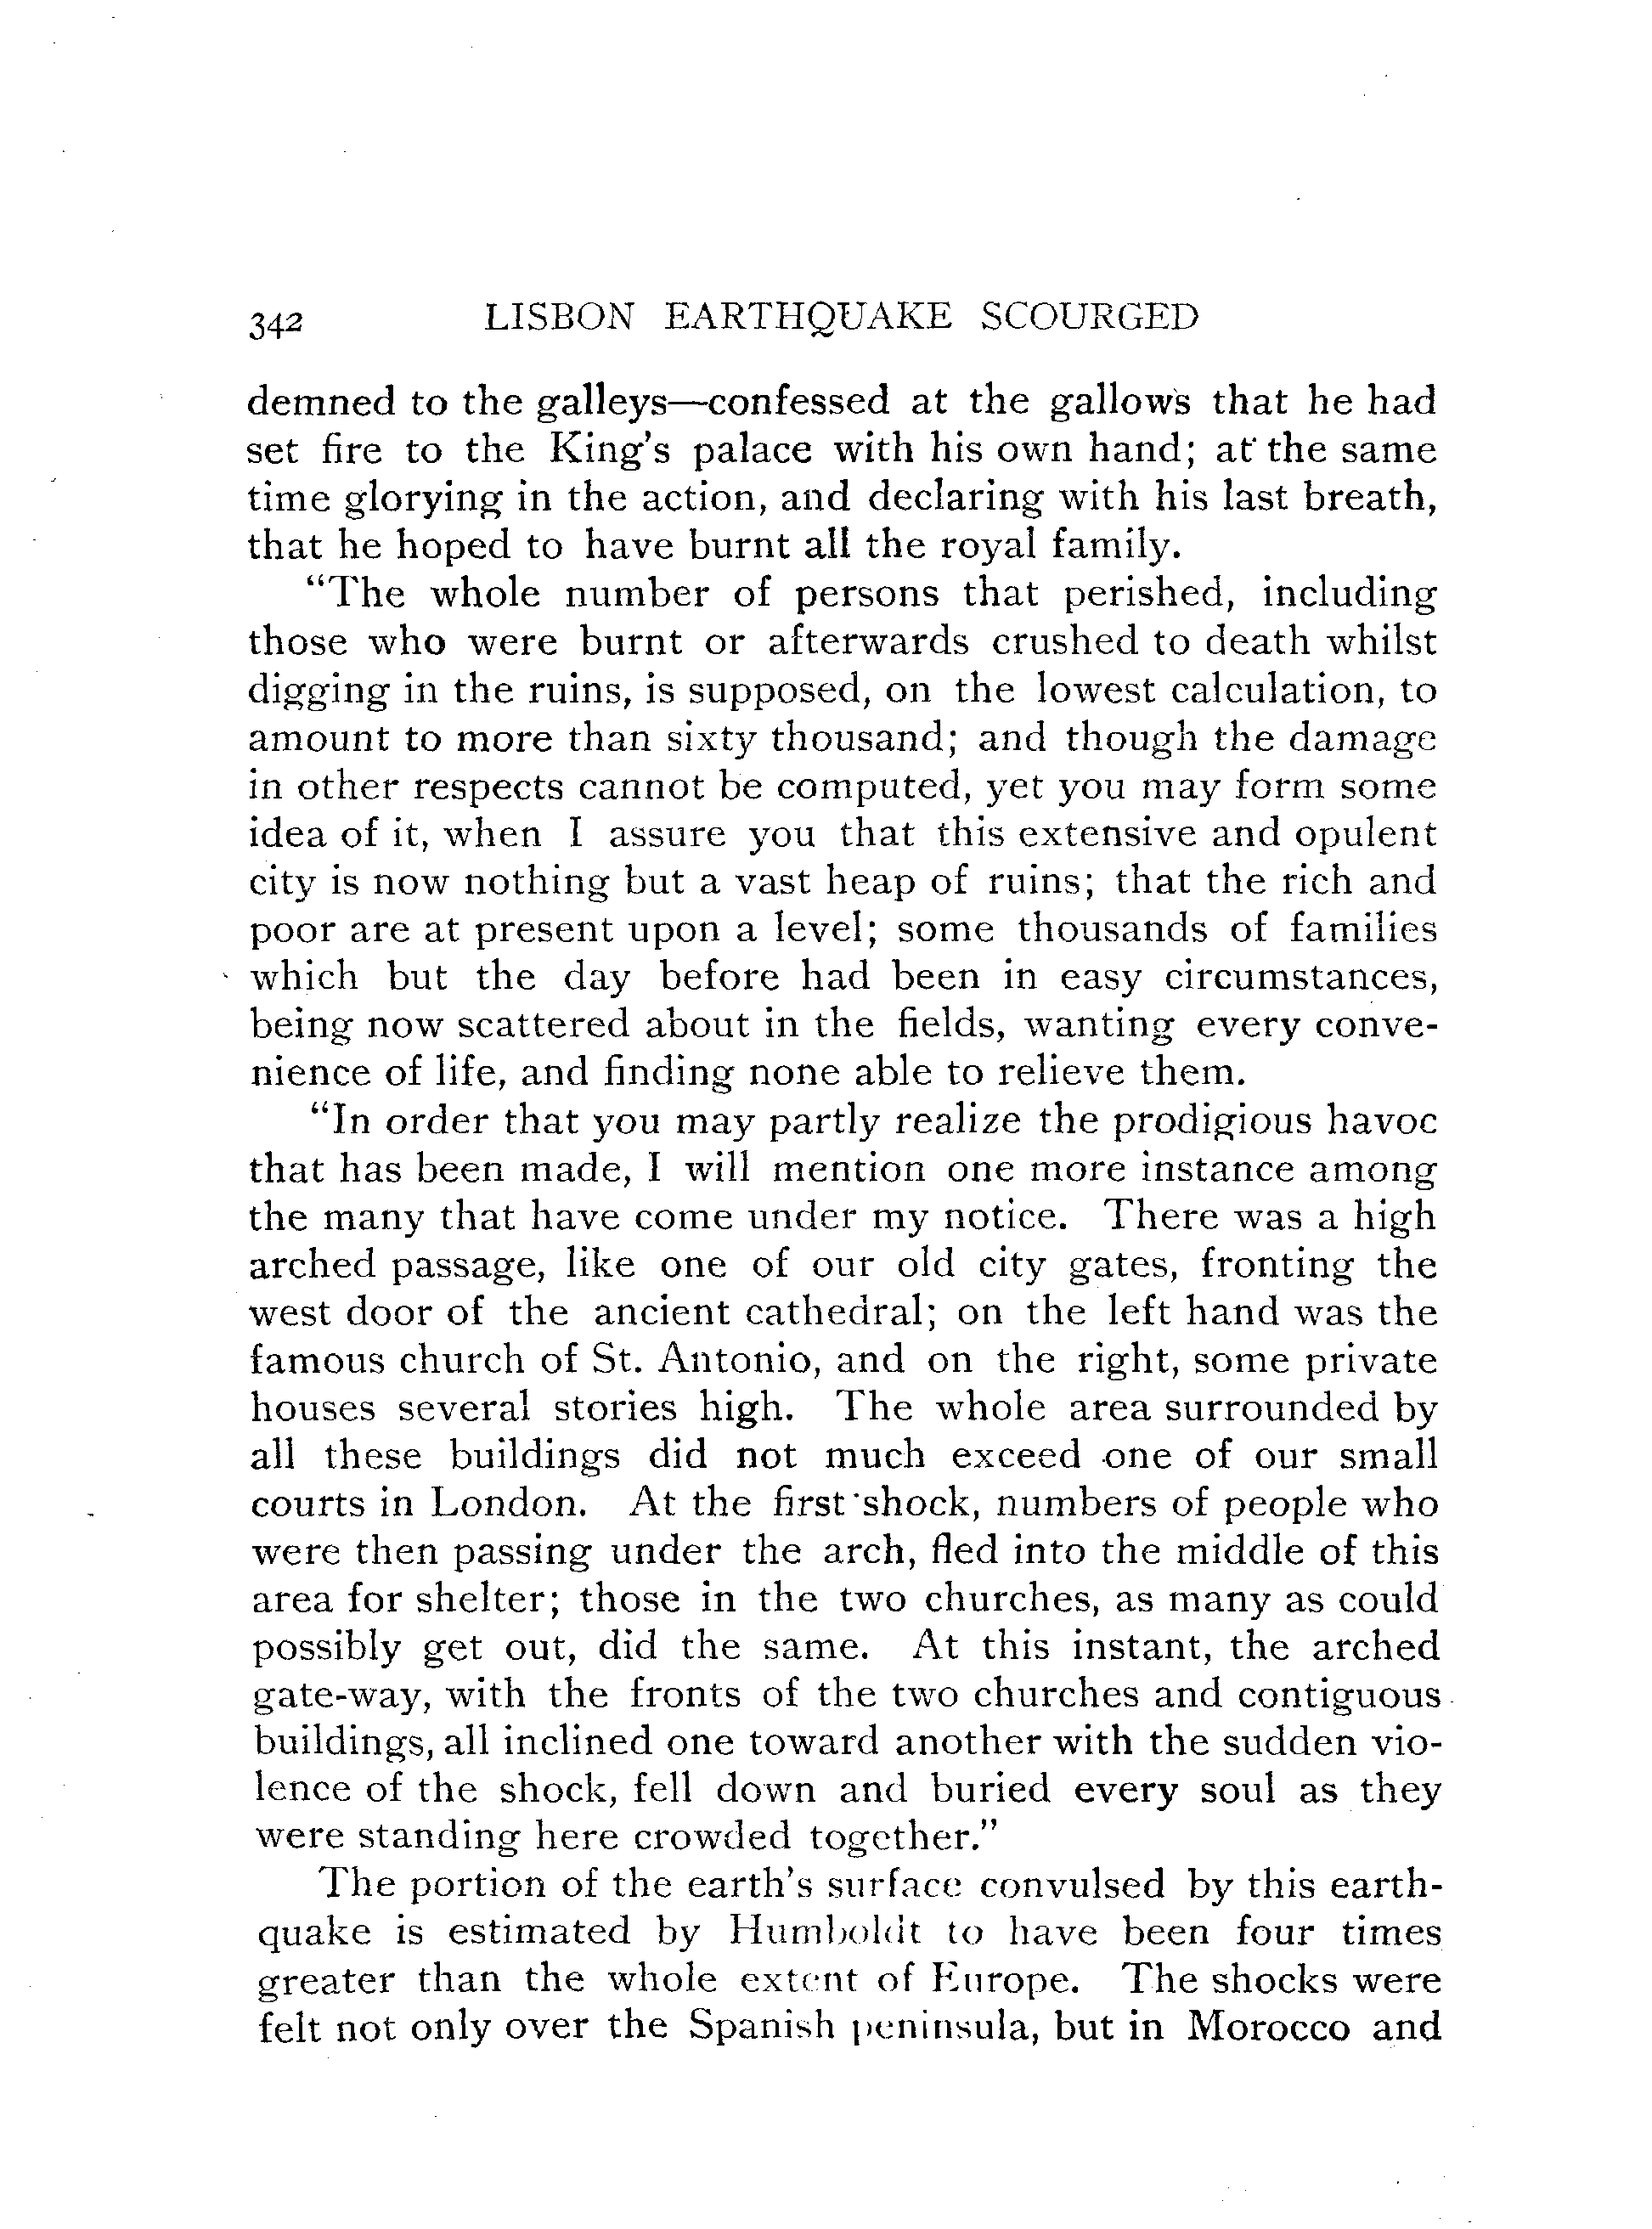 342 LISBON EARTHQUAKE SCOURGED
demned to the galleys—confessed at the gallows that he had
set fire to the King's palace with his own hand; at the same
time glorying in the action, and declaring with his last breath,
that he hoped to have burnt all the royal family.
"The whole number of persons that perished, including
those who were burnt or afterwards crushed to death whilst
digging in the ruins, is supposed, on the lowest calculation, to
amount to more than sixty thousand; and though the damage
in other respects cannot be computed, yet you may form some
idea of it, when I assure you that this extensive and opulent
city is now nothing but a vast heap of ruins; that the rich and
poor are at present upon a level; some thousands of families
which but the day before had been in easy circumstances,
being now scattered about in the fields, wanting every conve-
nience of life, and finding none able to relieve them.
"In order that you may partly realize the prodigious havoc
that has been made, I will mention one more instance among
the many that have come under my notice. There was a high
arched passage, like one of our old city gates, fronting the
west door of the ancient cathedral; on the left hand was the
famous church of St. Antonio, and on the right, some private
houses several stories high. The whole area surrounded by
all these buildings did not much exceed one of our small
courts in London. At the first shock, numbers of people who
were then passing under the arch, fled into the middle of this
area for shelter; those in the two churches, as many as could
possibly get out, did the same. At this instant, the arched
gate-way, with the fronts of the two churches and contiguous
buildings, all inclined one toward another with the sudden vio-
lence of the shock, fell down and buried every soul as they
were standing here crowded together."
The portion of the earth's surface convulsed by this earth-
quake is estimated by Humboldt to have been four times
greater than the whole extent of Europe. The shocks were
felt not only over the Spanish peninsula, but in Morocco and